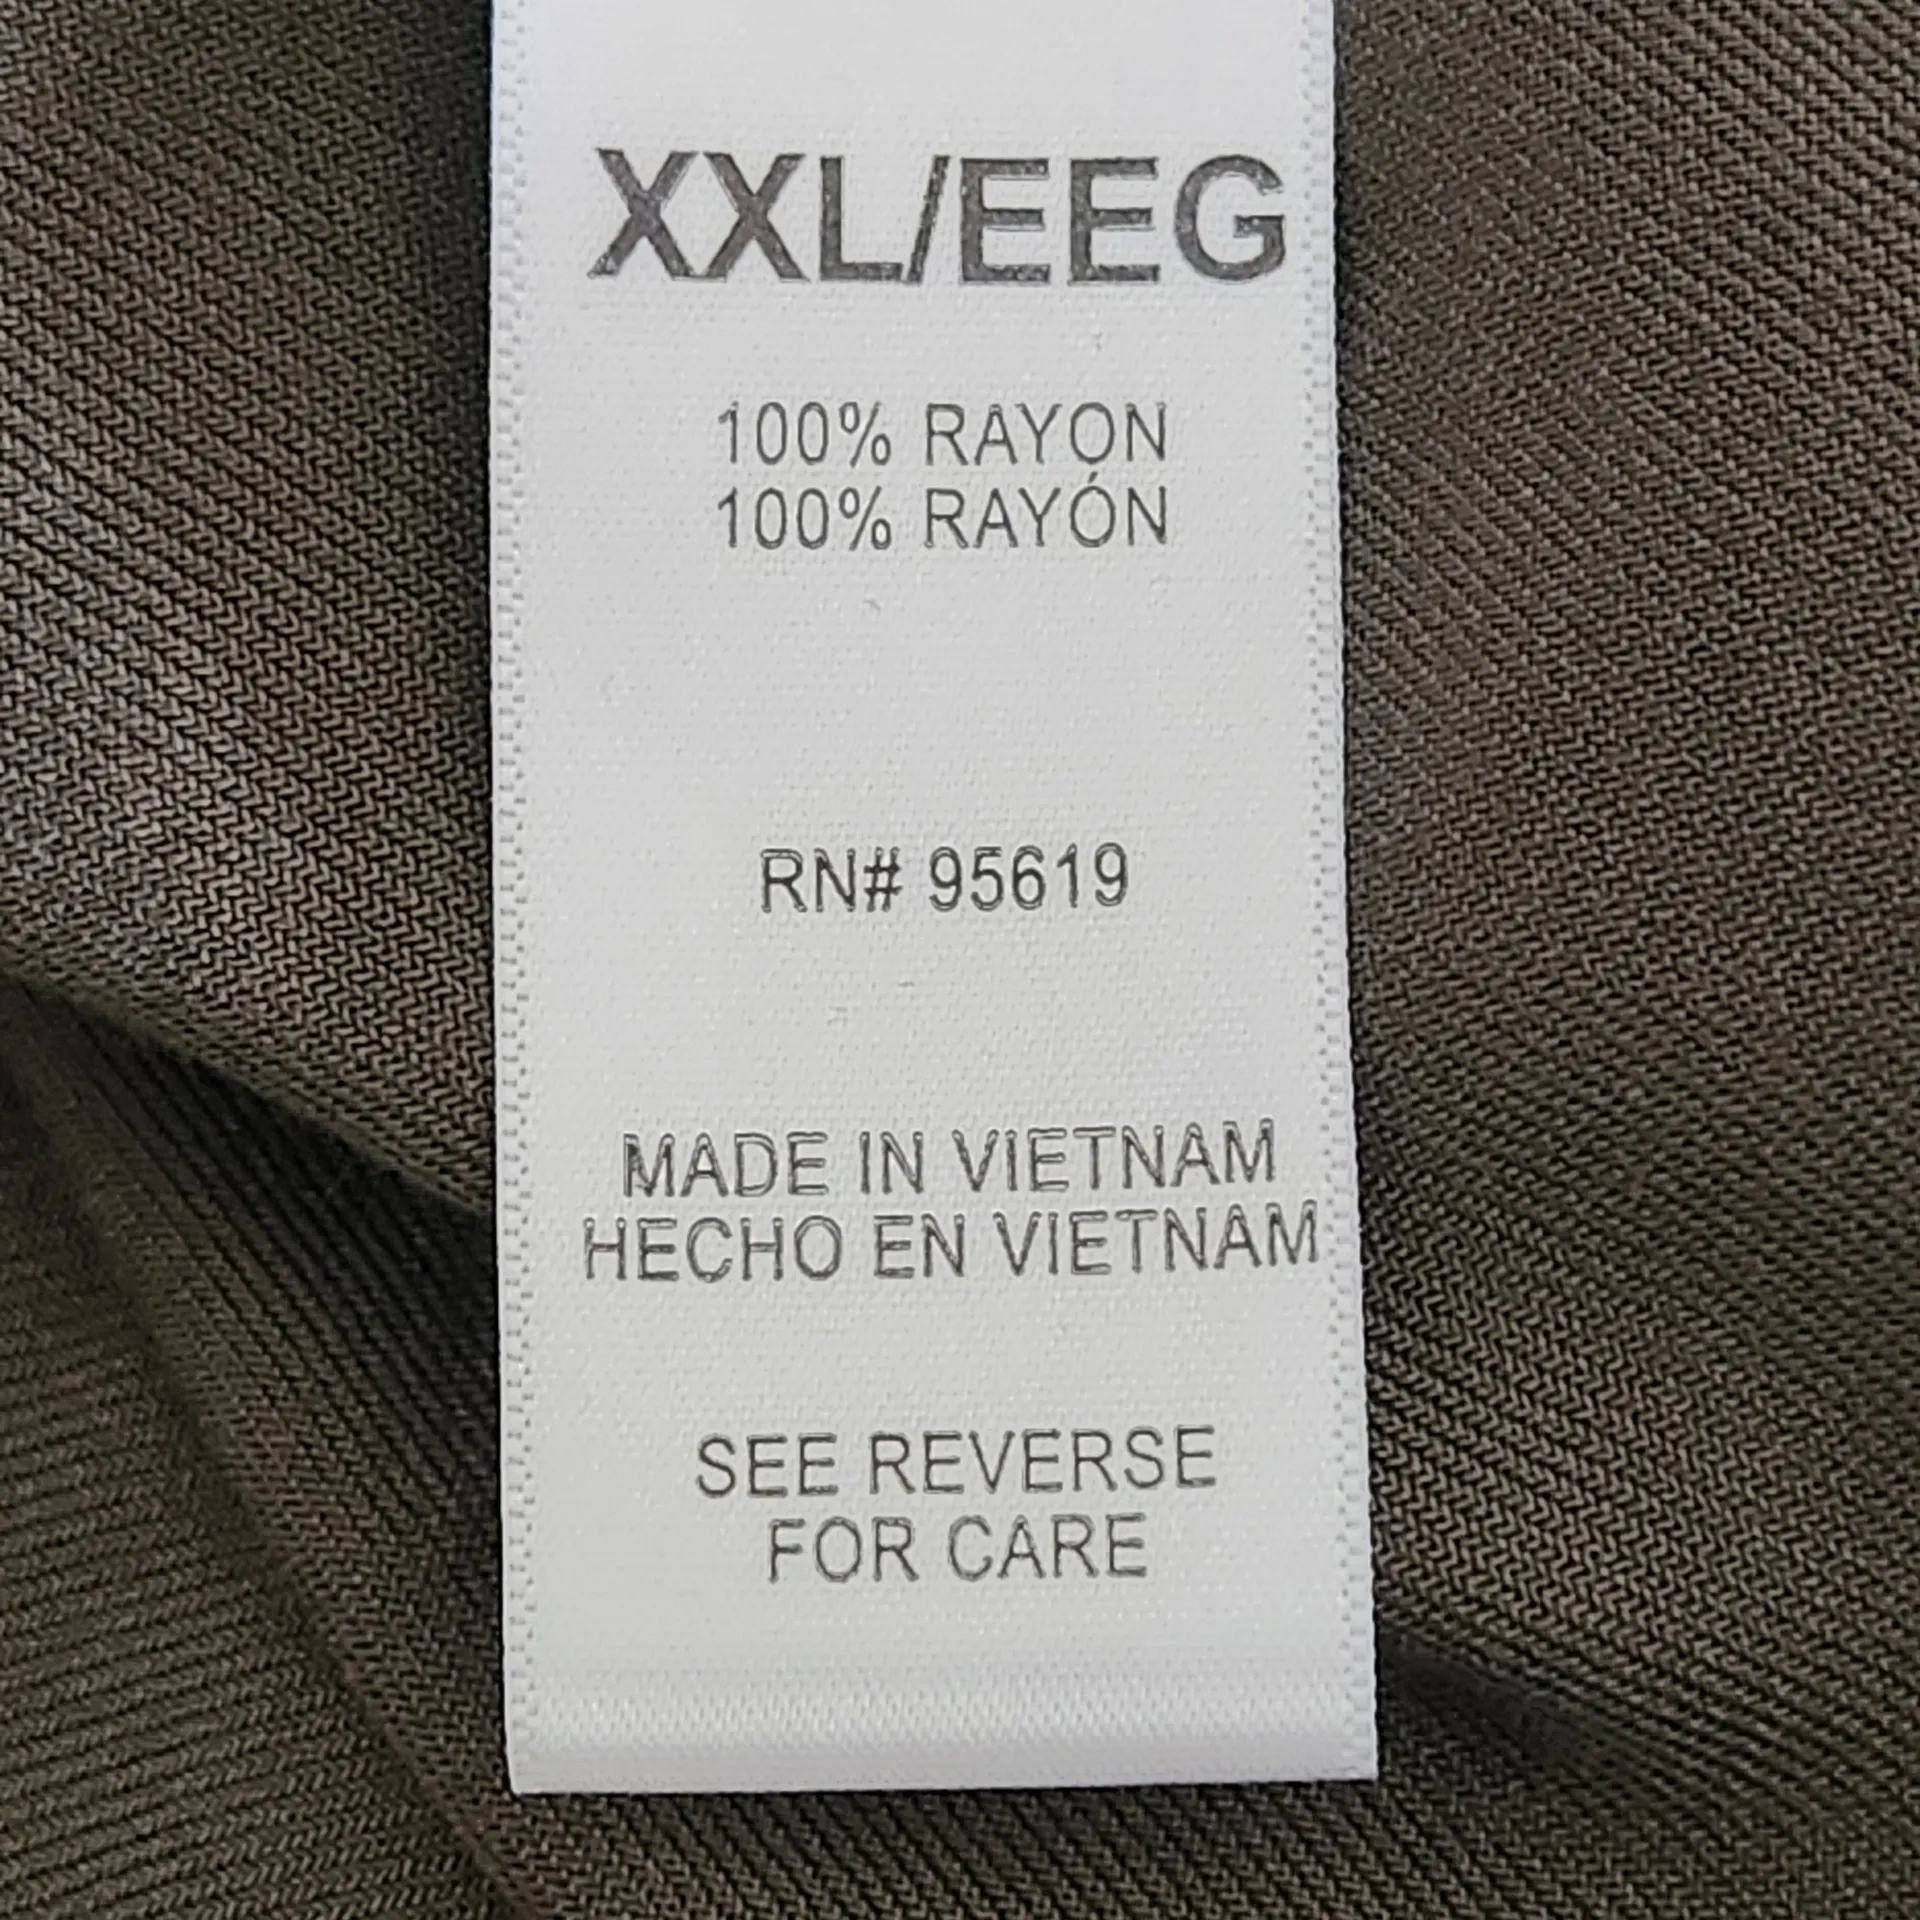 XXL/EEG
100% RAYON
100% RAYÓN
RN# 95619
MADE IN VIETNAM
HECHO EN VIETNAM
SEE REVERSE
FOR CARE